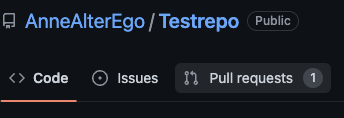 AnneAlterEgo/Testrepo Public
Code Issues Pull requests 1